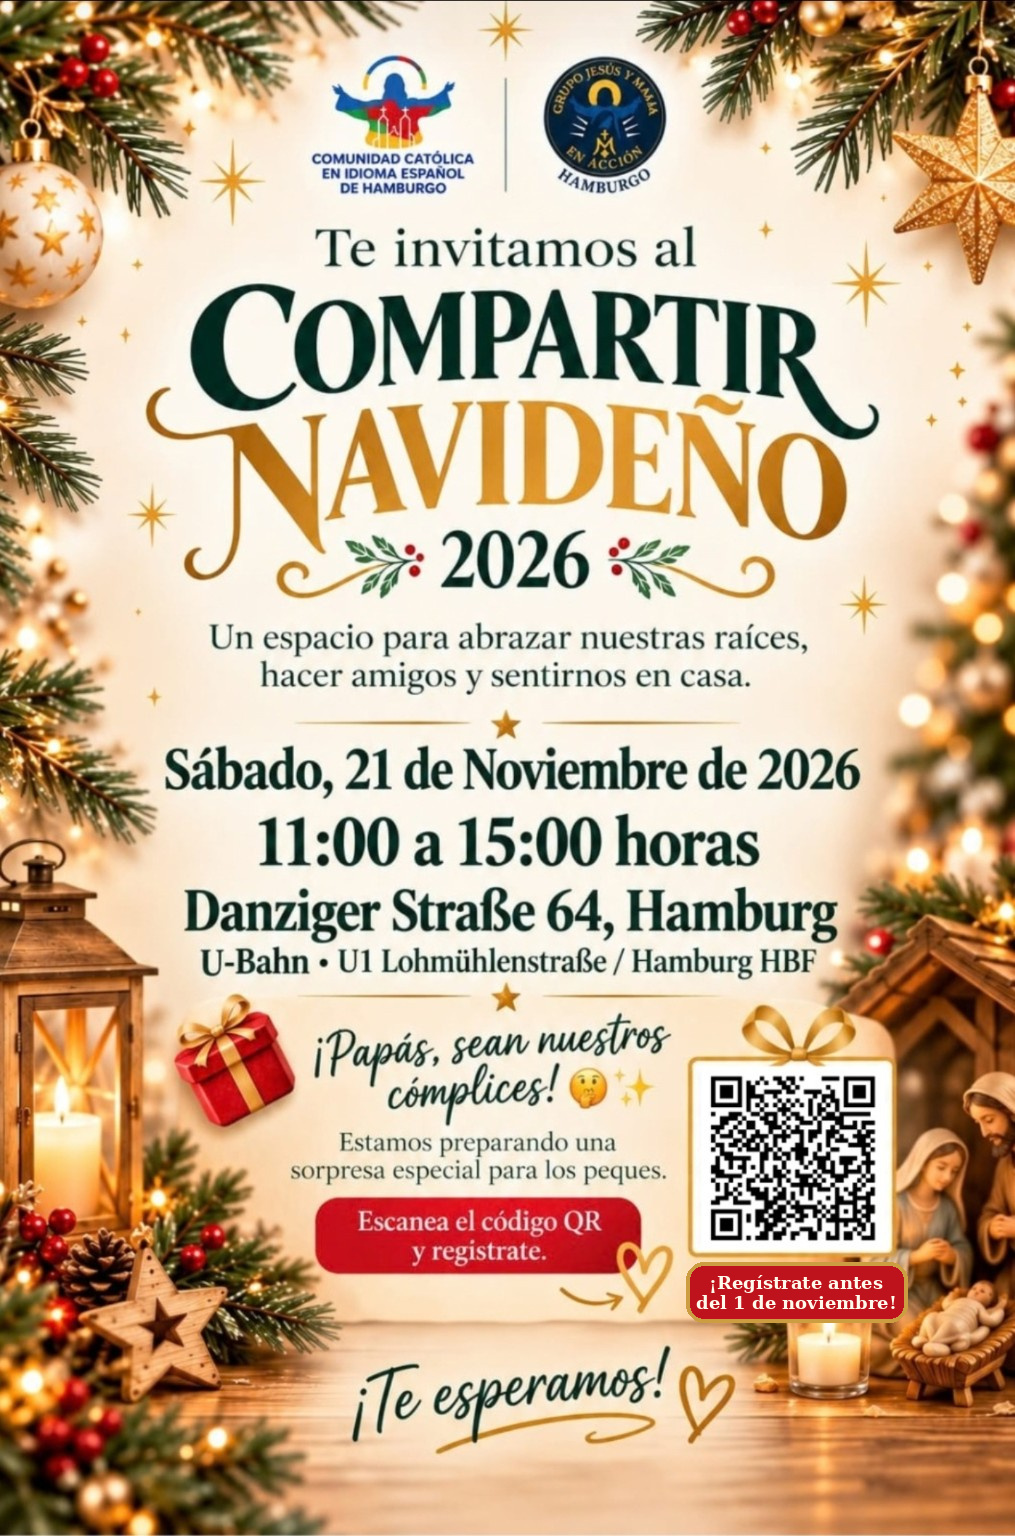 COMUNIDAD CATÓLICA
EN IDIOMA ESPAÑOL
DE HAMBURGO
GRUPO JESÚS Y MARÍA
EN ACCIÓN
HAMBURGO
Te invitamos al
COMPARTIR
NAVIDEÑO
2026
Un espacio para abrazar nuestras raíces,
hacer amigos y sentirnos en casa.
Sábado, 21 de Noviembre de 2026
11:00 a 15:00 horas
Danziger Straße 64, Hamburg
U-Bahn • U1 Lohmühlenstraße / Hamburg HBF
¡Papás, sean nuestros
cómplices! 🤫✨
Estamos preparando una
sorpresa especial para los peques.
Escanea el código QR
y registrate.
¡Regístrate antes
del 1 de noviembre!
¡Te esperamos!